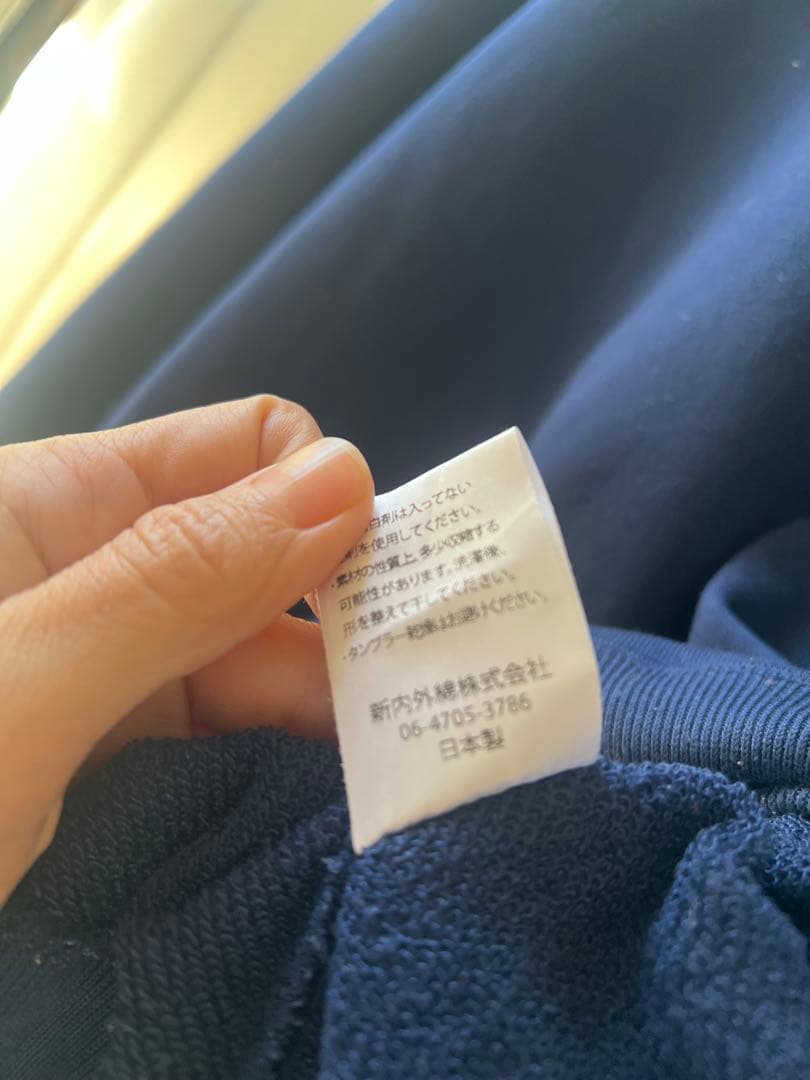 白剤は入ってない
剤を使用してください。
・素材の性質上、多少収縮する
可能性があります。洗濯後、
形を整えて干してください。
・タンブラー乾燥はお避けください。
新内外綿株式会社
06-4705-3786
日本製